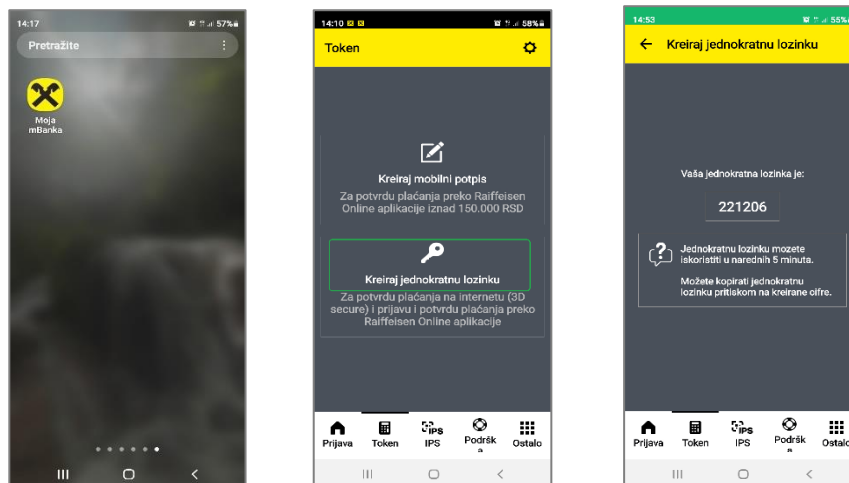 14:17
57%
Pretražite
Moja
mBanka
14:10
58%
Token
Kreiraj mobilni potpis
Za potvrdu plaćanja preko Raiffeisen
Online aplikacije iznad 150.000 RSD
Kreiraj jednokratnu lozinku
Za potvrdu plaćanja na internetu (3D
secure) i prijavu i potvrdu plaćanja preko
Raiffeisen Online aplikacije
Prijava
Token
IPS
IPS
Podršk
a
Ostalo
14:53
55%
Kreiraj jednokratnu lozinku
Vaša jednokratna lozinka je:
221206
Jednokratnu lozinku mozete
iskoristiti u narednih 5 minuta.
Možete kopirati jednokratnu
lozinku pritiskom na kreirane cifre.
Prijava
Token
IPS
IPS
Podršk
a
Ostalo